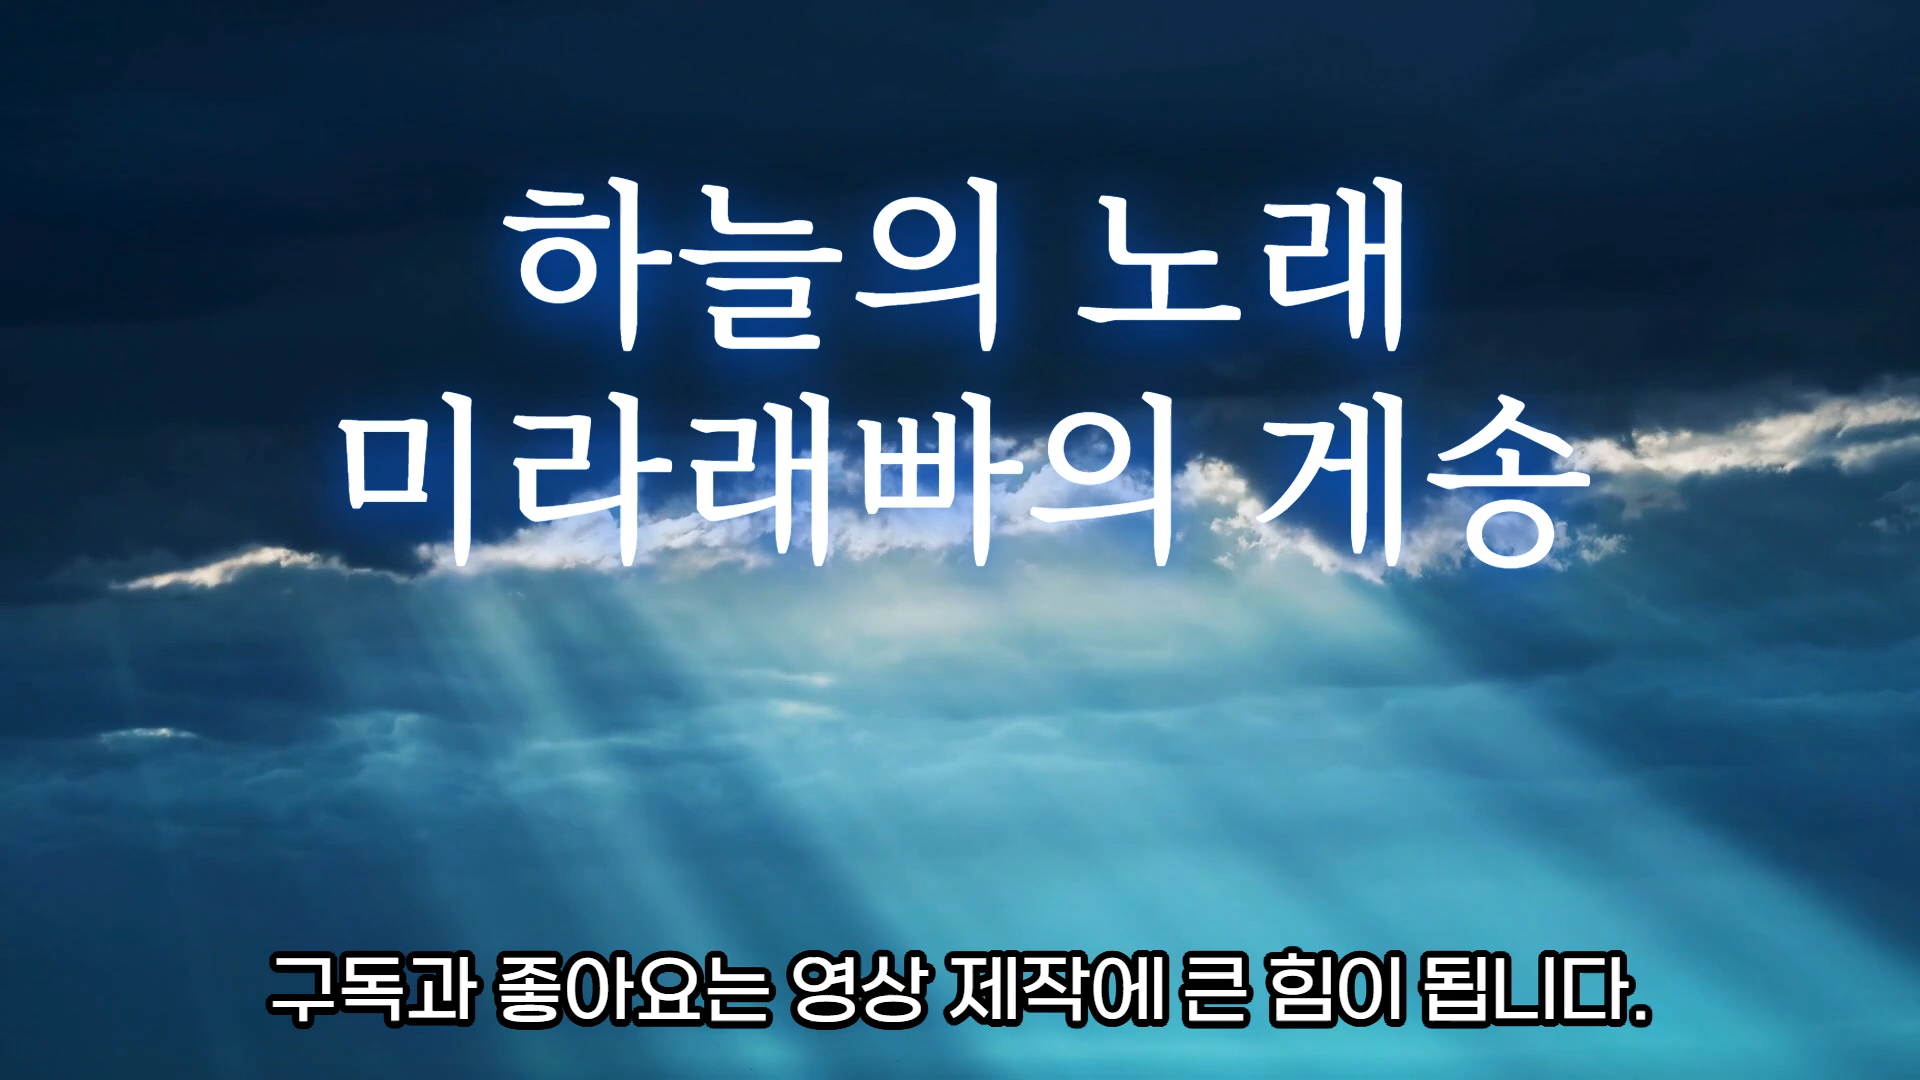 하늘의 노래
미라래빠의 게송
구독과 좋아요는 영상 제작에 큰 힘이 됩니다.